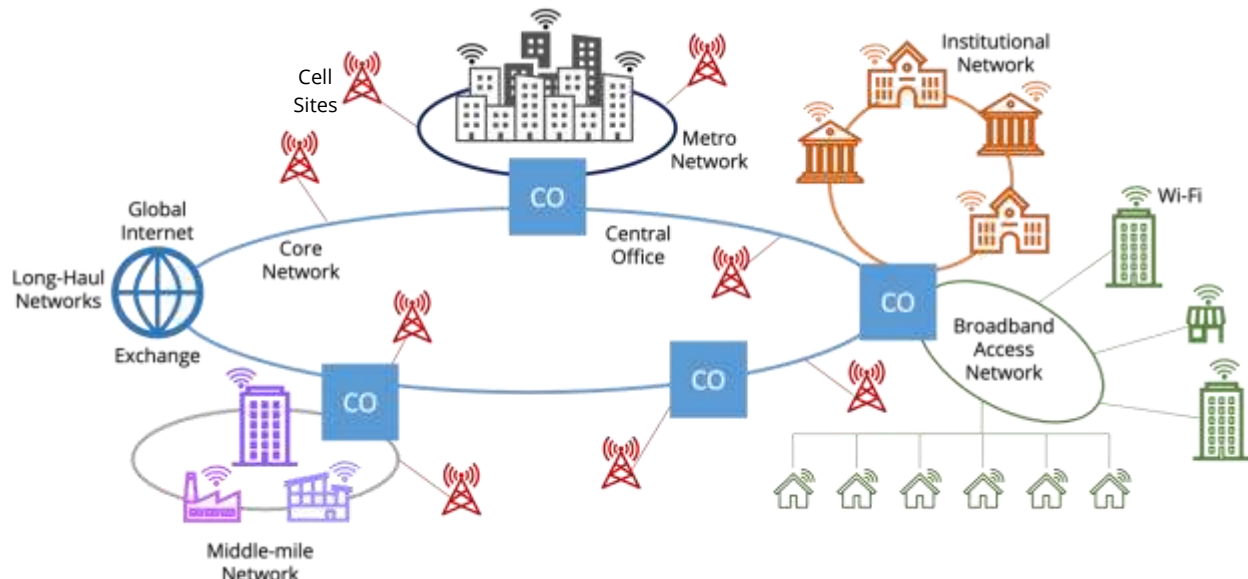 Institutional
Network
Cell
Sites
Metro
Network
Wi-Fi
CO
Global
Internet
Core
Network
Central
Office
Long-Haul
Networks
CO
Exchange
Broadband
Access
Network
CO
CO
Middle-mile
Network